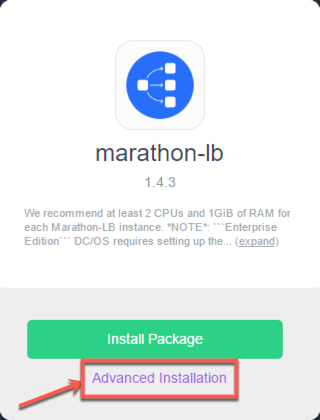 marathon-lb
1.4.3
We recommend at least 2 CPUs and 1GiB of RAM for
each Marathon-LB instance. *NOTE*: ```Enterprise
Edition``` DC/OS requires setting up the... (expand)
Install Package
Advanced Installation